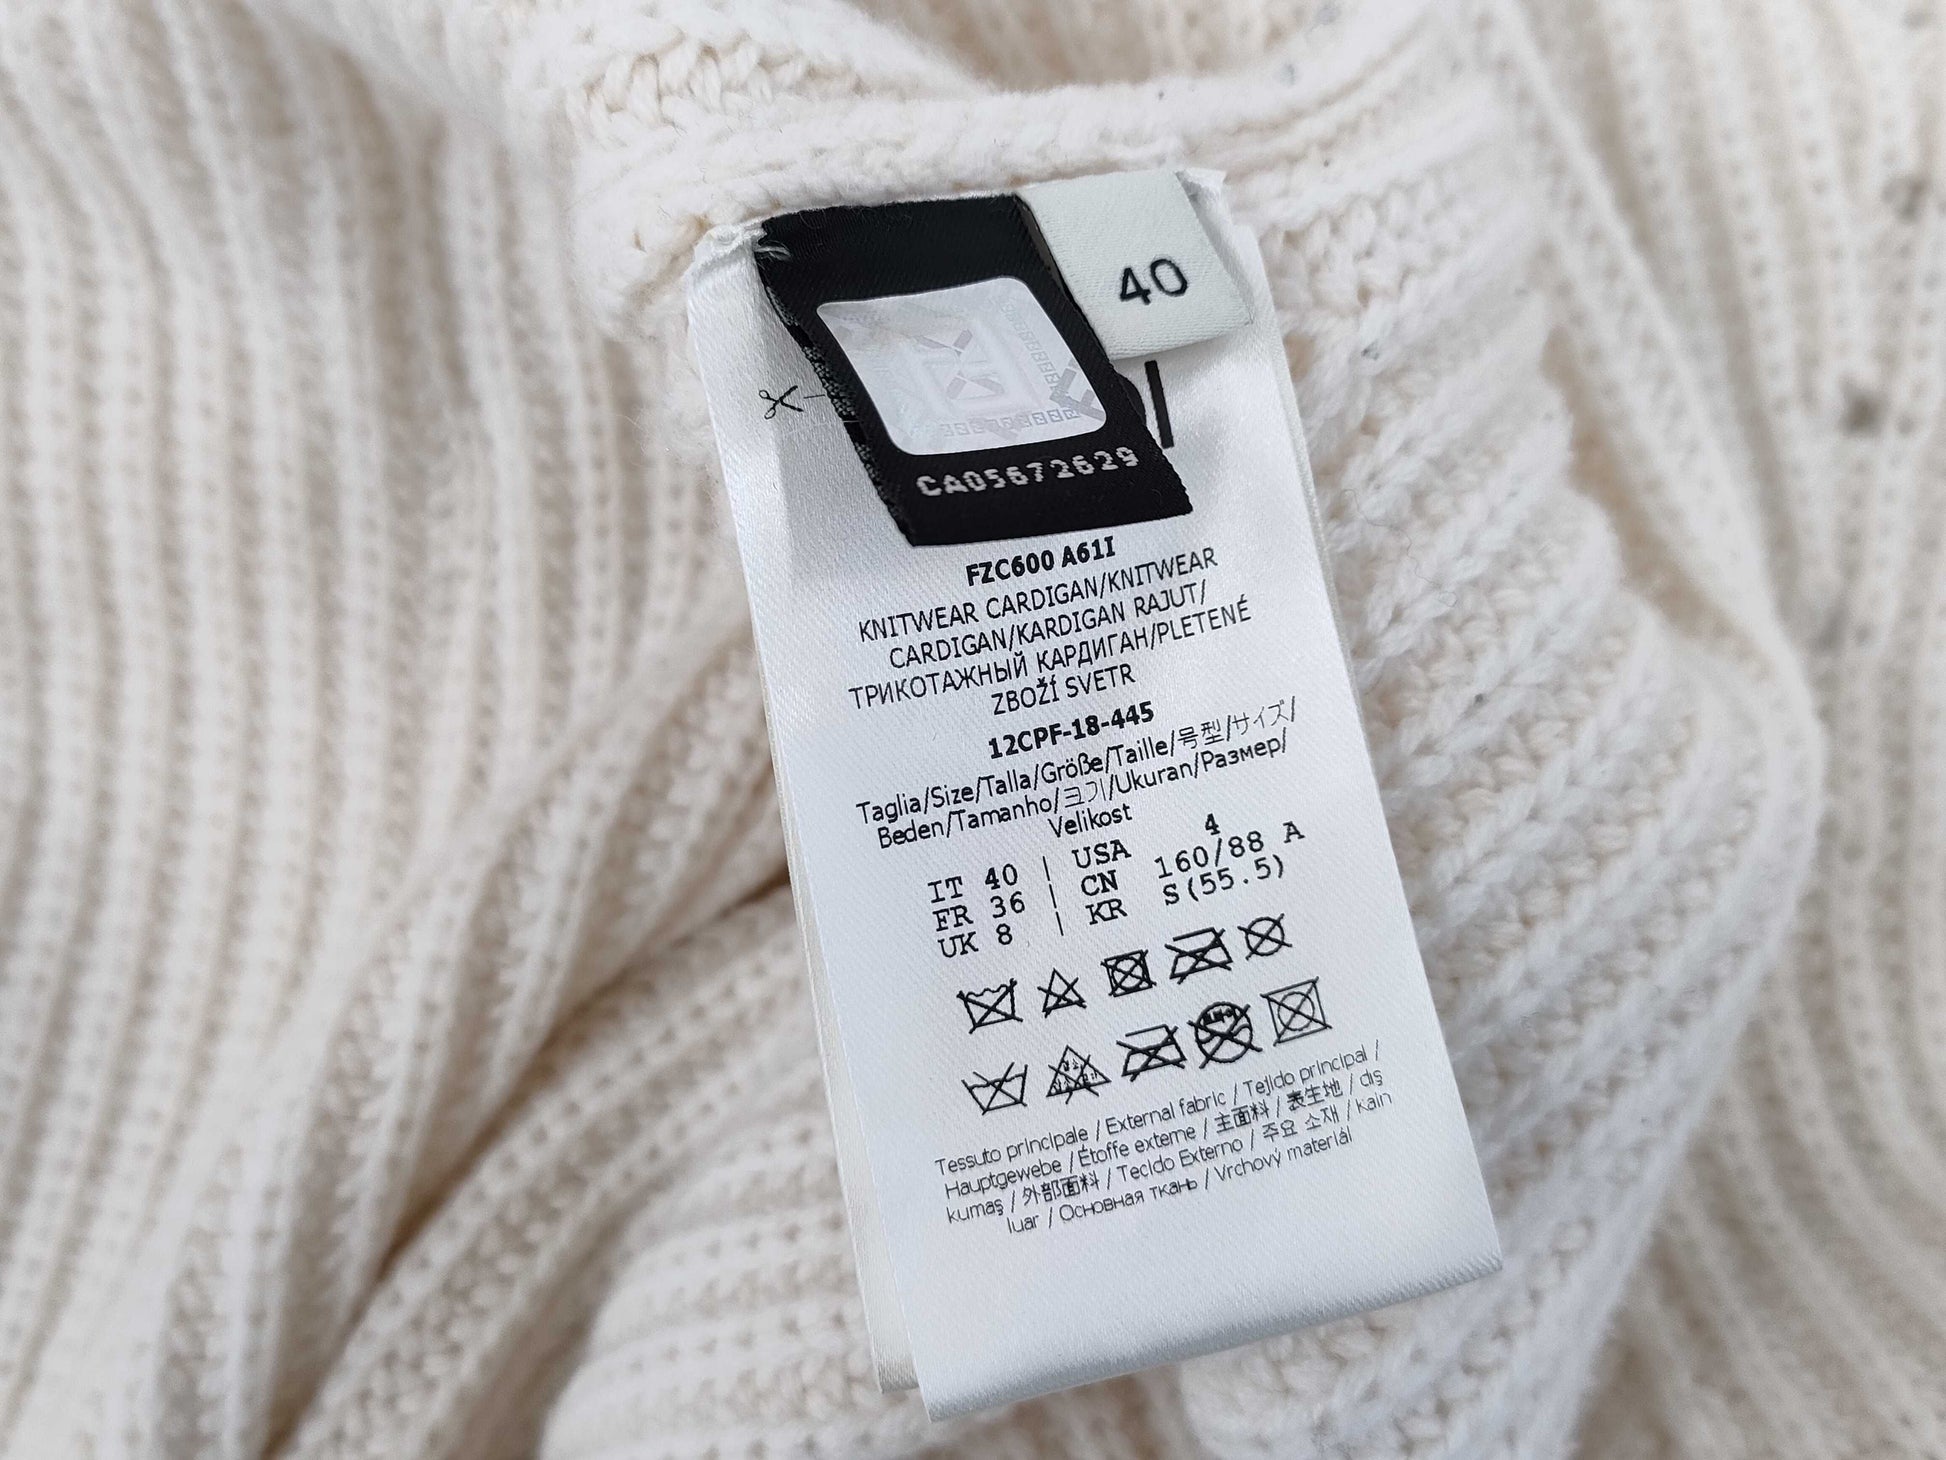 40
CA05672629
FZC600 A61I
KNITWEAR CARDIGAN/KNITWEAR
CARDIGAN/KARDIGAN RAJUT/
ТРИКОТАЖНЫЙ КАРДИГАН/PLETENÉ
ZBOŽÍ SVETR
12CPF-18-445
Taglia/Size/Talla/Größe/Taille/号型/サイズ/
Beden/Tamanho/크기/Ukuran/Размер/
Velikost
IT 40 | USA 4
FR 36 | CN 160/88 A
UK 8 | KR S(55.5)
Tessuto principale / External fabric / Tejido principal /
Hauptgewebe / Étoffe externe / 主面料 / 表生地 / dış
kumaş / 外部面料 / Tecido Externo / 주요 소재 / kain
luar / Основная ткань / Vrchový materiál